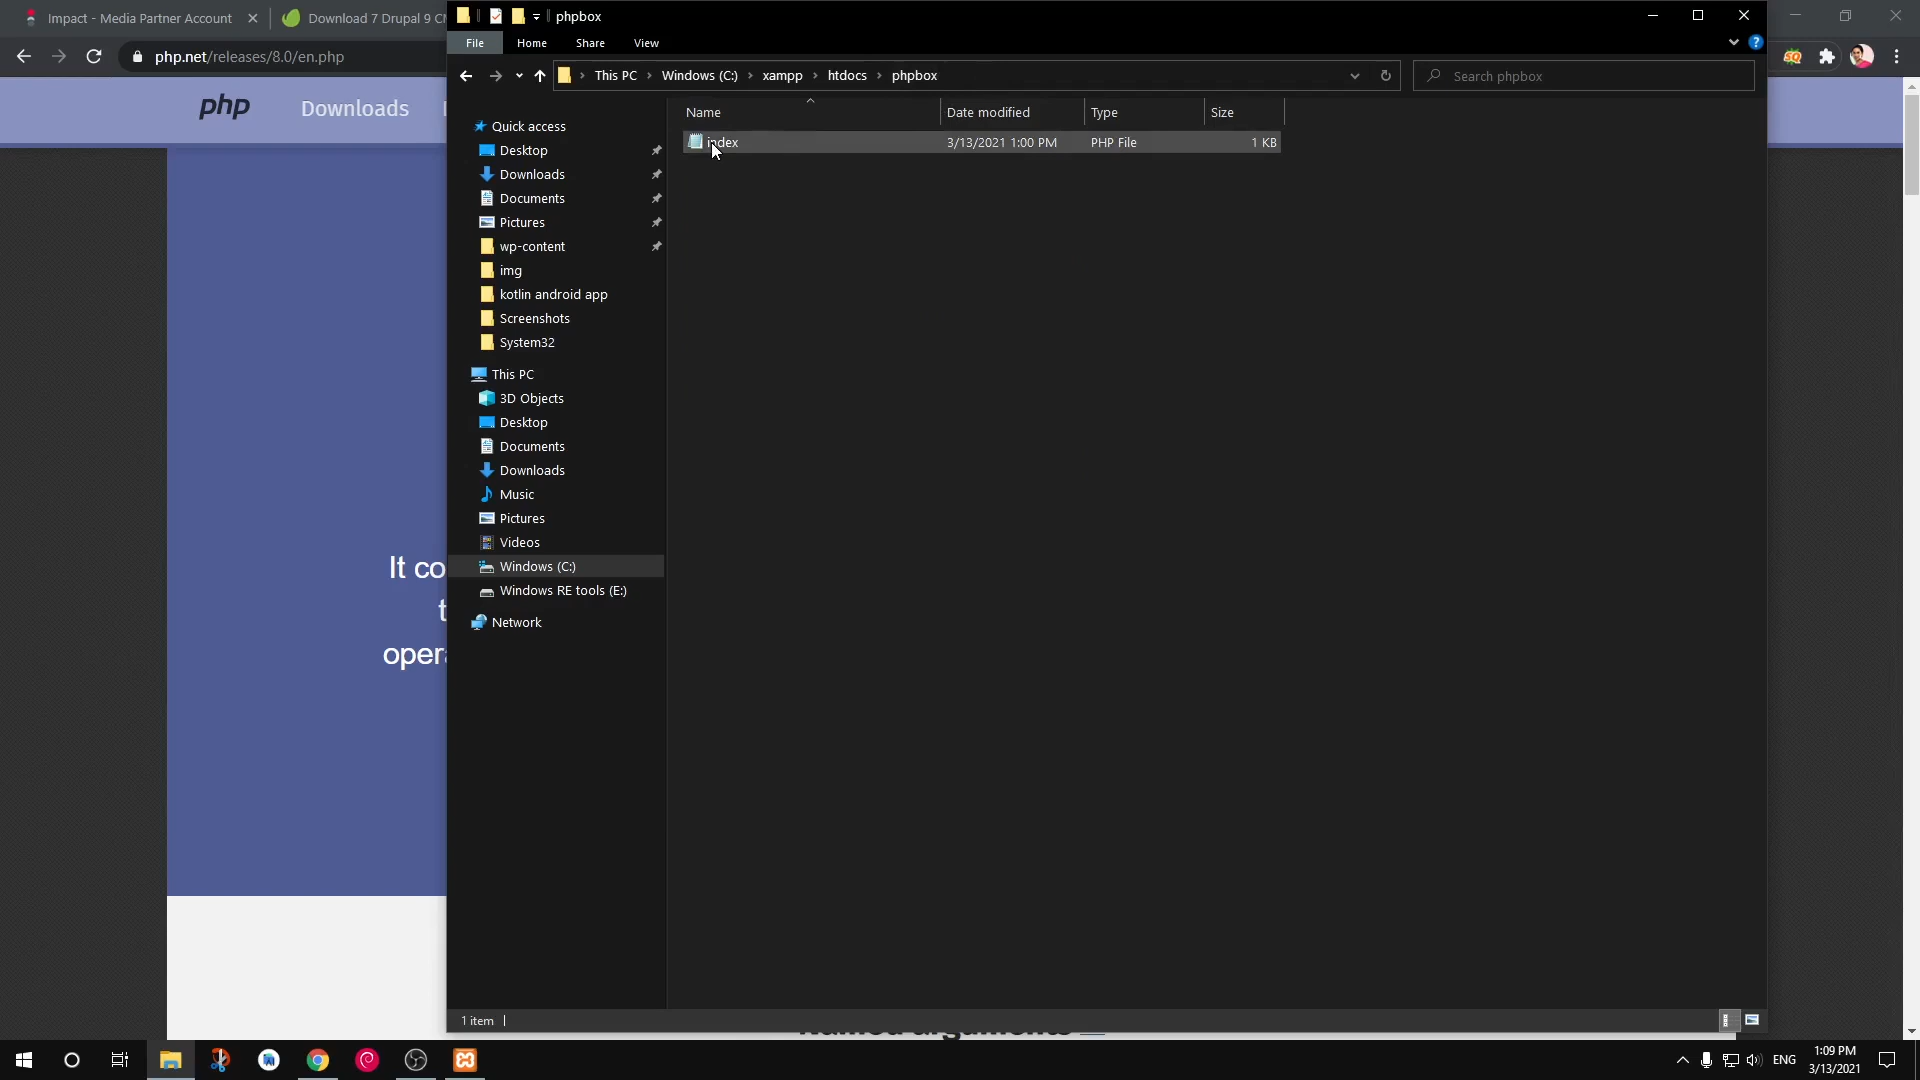 Impact - Media Partner Account
Download 7 Drupal 9 C
php.net/releases/8.0/en.php
php
Downloads
It co
t
oper
phpbox
File
Home
Share
View
This PC
Windows (C:)
xampp
htdocs
phpbox
Search phpbox
Name
Date modified
Type
Size
index
3/13/2021 1:00 PM
PHP File
1 KB
Quick access
Desktop
Downloads
Documents
Pictures
wp-content
img
kotlin android app
Screenshots
System32
This PC
3D Objects
Desktop
Documents
Downloads
Music
Pictures
Videos
Windows (C:)
Windows RE tools (E:)
Network
1 item
Named arguments
ENG
1:09 PM
3/13/2021